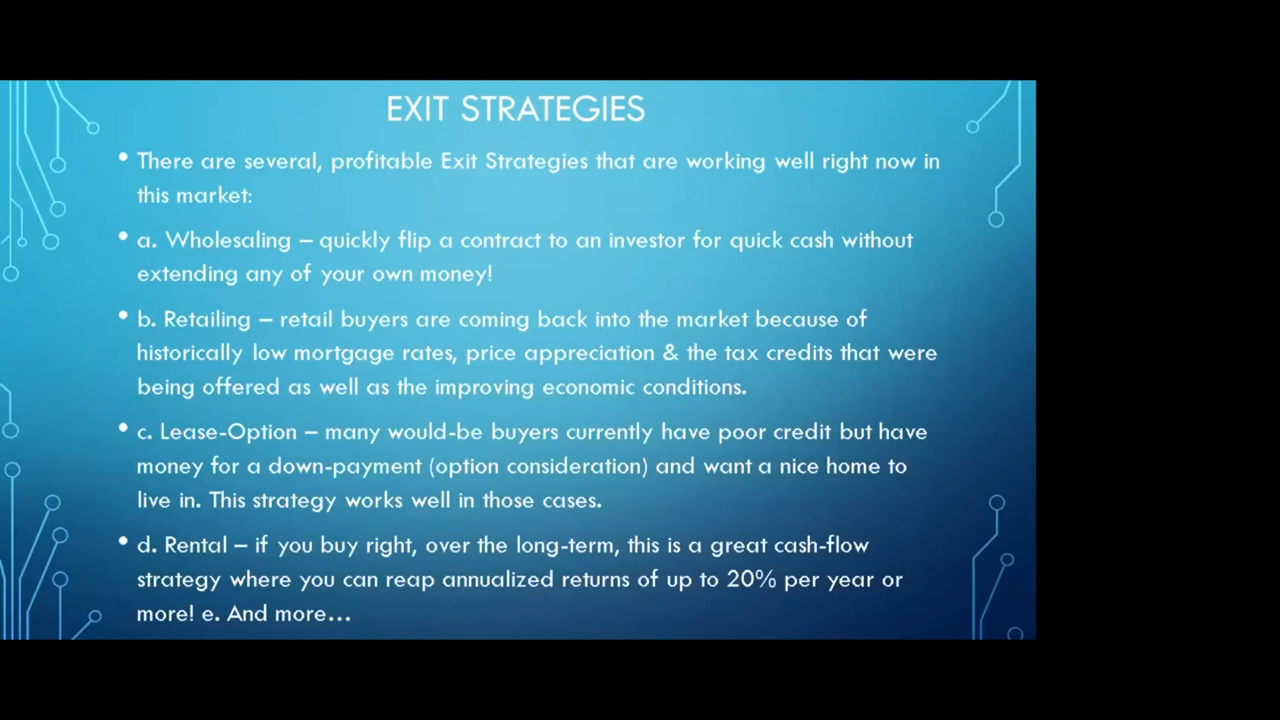 EXIT STRATEGIES
• There are several, profitable Exit Strategies that are working well right now in
this market:
• a. Wholesaling – quickly flip a contract to an investor for quick cash without
extending any of your own money!
• b. Retailing – retail buyers are coming back into the market because of
historically low mortgage rates, price appreciation & the tax credits that were
being offered as well as the improving economic conditions.
• c. Lease-Option – many would-be buyers currently have poor credit but have
money for a down-payment (option consideration) and want a nice home to
live in. This strategy works well in those cases.
• d. Rental – if you buy right, over the long-term, this is a great cash-flow
strategy where you can reap annualized returns of up to 20% per year or
more! e. And more…